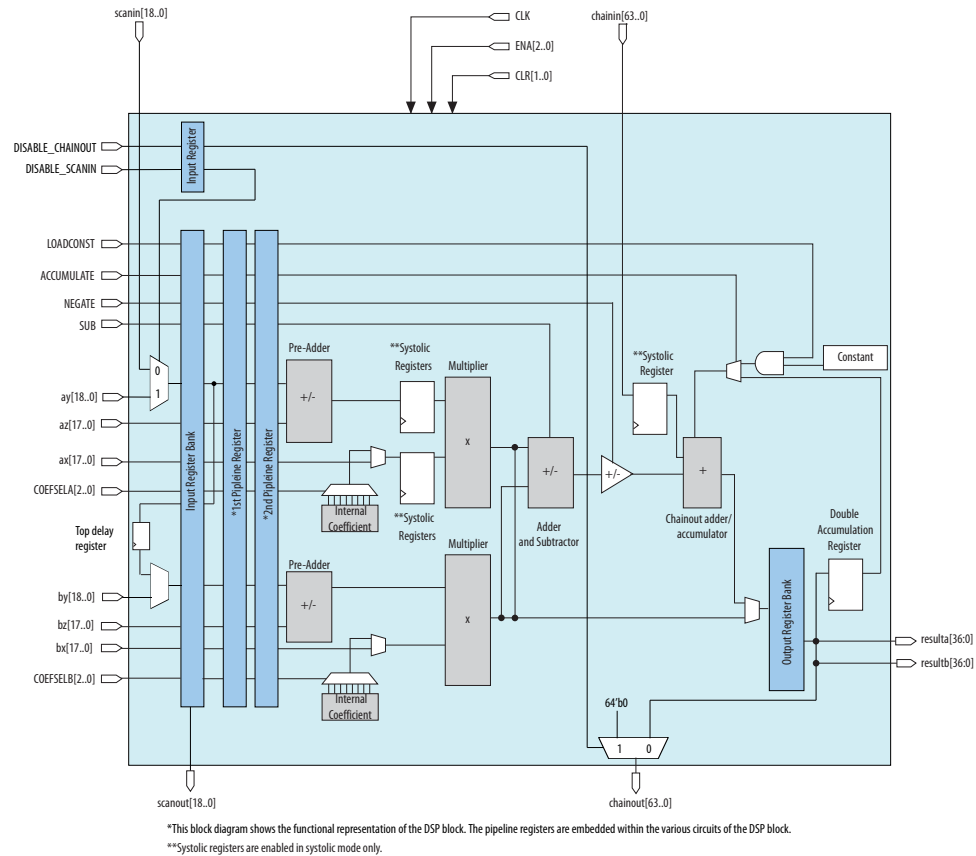 scanin[18..0]
CLK
chainin[63..0]
ENA[2..0]
CLR[1..0]
DISABLE_CHAINOUT
DISABLE_SCANIN
Input Register
LOADCONST
ACCUMULATE
NEGATE
SUB
Input Register Bank
*1st Pipleine Register
*2nd Pipleine Register
Pre-Adder
+/-
**Systolic
Registers
Multiplier
x
**Systolic
Register
Constant
0
1
ay[18..0]
az[17..0]
ax[17..0]
COEFSELA[2..0]
Internal
Coefficient
**Systolic
Registers
+/-
Adder
and Subtractor
+/-
+
Chainout adder/
accumulator
Double
Accumulation
Register
Top delay
register
Pre-Adder
+/-
Multiplier
x
by[18..0]
bz[17..0]
bx[17..0]
COEFSELB[2..0]
Internal
Coefficient
Output Register Bank
resulta[36:0]
resultb[36:0]
64'b0
1 0
scanout[18..0]
chainout[63..0]
*This block diagram shows the functional representation of the DSP block. The pipeline registers are embedded within the various circuits of the DSP block.
**Systolic registers are enabled in systolic mode only.